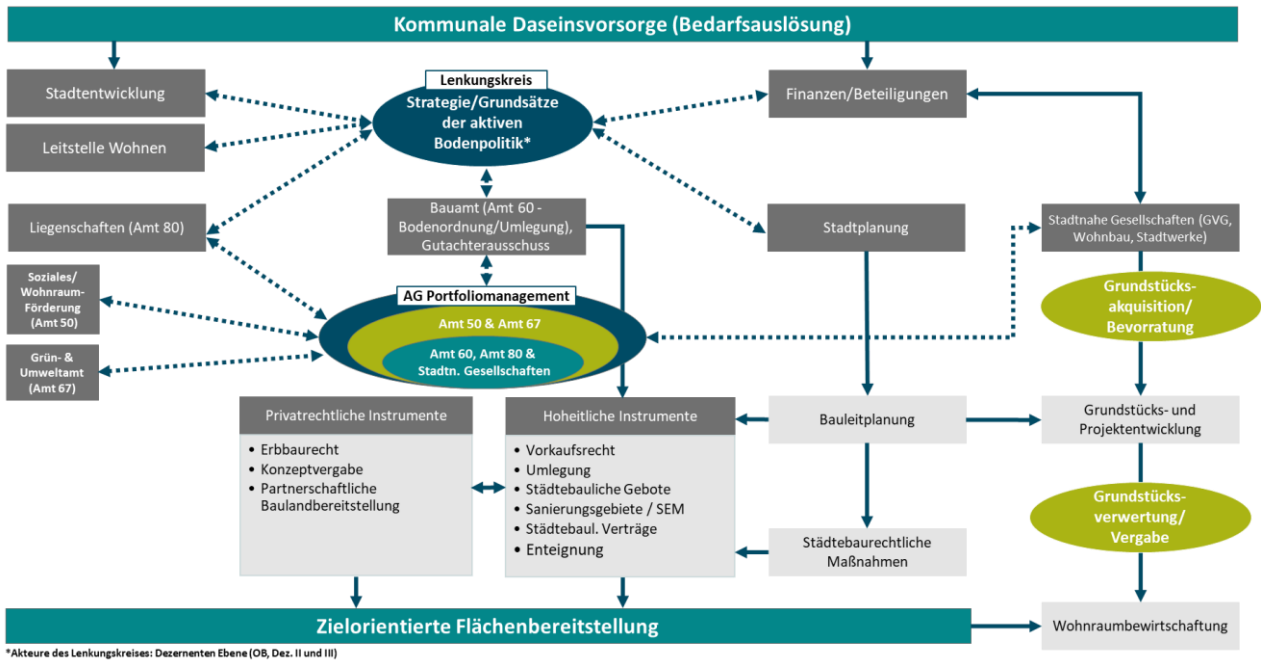 Kommunale Daseinsvorsorge (Bedarfsauslösung)
Stadtentwicklung
Leitstelle Wohnen
Lenkungskreis
Strategie/Grundsätze
der aktiven
Bodenpolitik*
Finanzen/Beteiligungen
Liegenschaften (Amt 80)
Bauamt (Amt 60 -
Bodenordnung/Umlegung),
Gutachterausschuss
Stadtplanung
Stadtnahe Gesellschaften (GVG,
Wohnbau, Stadtwerke)
Soziales/
Wohnraum-
Förderung
(Amt 50)
Grün- &
Umweltamt
(Amt 67)
AG Portfoliomanagement
Amt 50 & Amt 67
Amt 60, Amt 80 &
Stadtn. Gesellschaften
Grundstücks-
akquisition/
Bevorratung
Privatrechtliche Instrumente
• Erbbaurecht
• Konzeptvergabe
• Partnerschaftliche
Baulandbereitstellung
Hoheitliche Instrumente
• Vorkaufsrecht
• Umlegung
• Städtebauliche Gebote
• Sanierungsgebiete / SEM
• Städtebaul. Verträge
• Enteignung
Bauleitplanung
Grundstücks- und
Projektentwicklung
Städtebaurechtliche
Maßnahmen
Grundstücks-
verwertung/
Vergabe
Zielorientierte Flächenbereitstellung
Wohnraumbewirtschaftung
*Akteure des Lenkungskreises: Dezernenten Ebene (OB, Dez. II und III)